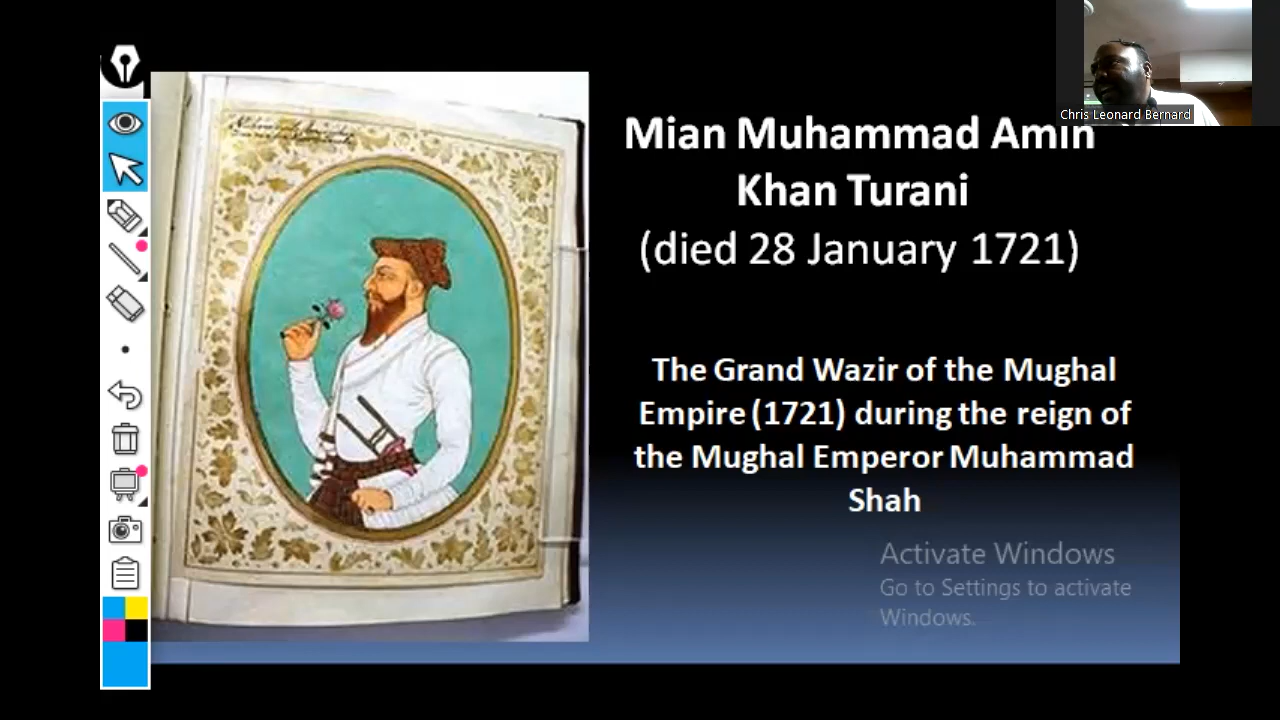 Chris Leonard Bernard
Mian Muhammad Amin
Khan Turani
(died 28 January 1721)
The Grand Wazir of the Mughal
Empire (1721) during the reign of
the Mughal Emperor Muhammad
Shah
Activate Windows
Go to Settings to activate
Windows.